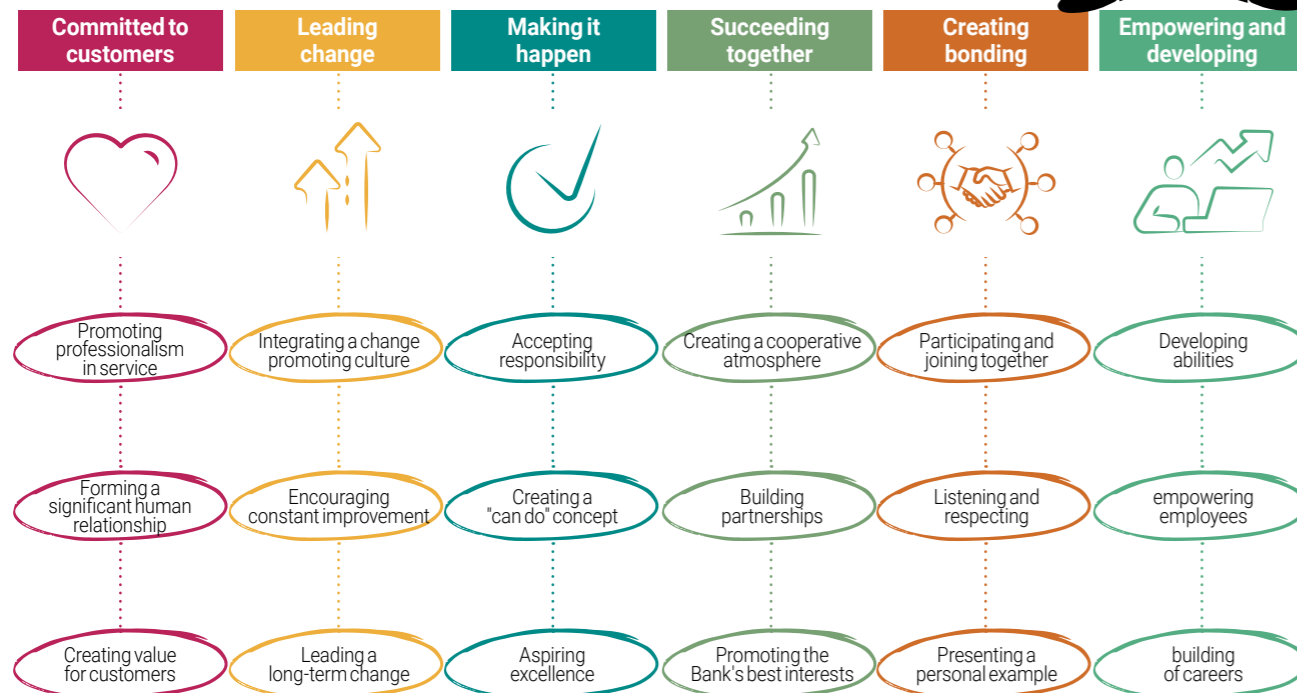 Committed to
customers
Leading
change
Making it
happen
Succeeding
together
Creating
bonding
Empowering and
developing
Promoting
professionalism
in service
Integrating a change
promoting culture
Accepting
responsibility
Creating a cooperative
atmosphere
Participating and
joining together
Developing
abilities
Forming a
significant human
relationship
Encouraging
constant improvement
Creating a
"can do" concept
Building
partnerships
Listening and
respecting
empowering
employees
Creating value
for customers
Leading a
long-term change
Aspiring
excellence
Promoting the
Bank's best interests
Presenting a
personal example
building
of careers